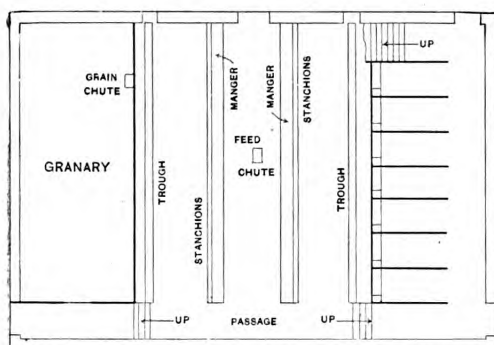 UP
GRAIN
CHUTE
MANGER
MANGER
STANCHIONS
FEED
CHUTE
GRANARY
TROUGH
STANCHIONS
TROUGH
UP
PASSAGE
UP